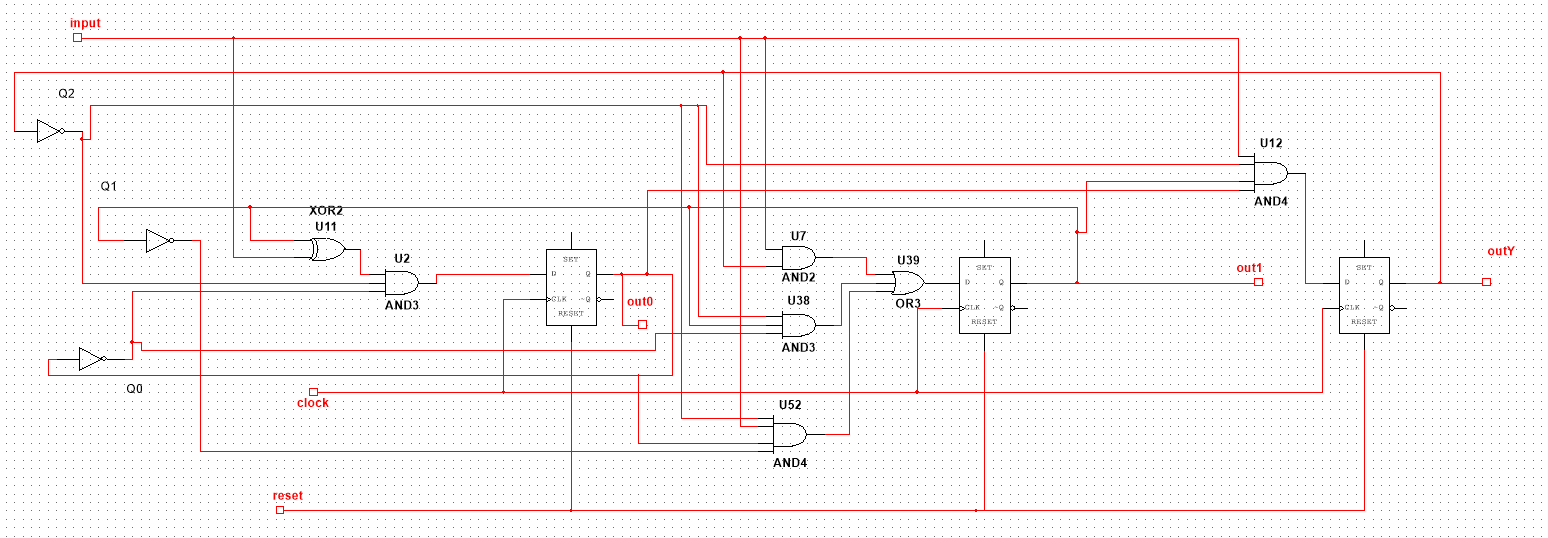 input
Q2
U12
AND4
Q1
XOR2
U11
U2
AND3
SET
D Q
CLK ~Q
RESET
out0
U7
AND2
U39
OR3
U38
AND3
SET
D Q
CLK ~Q
RESET
out1
SET
D Q
CLK ~Q
RESET
outY
Q0
clock
U52
AND4
reset